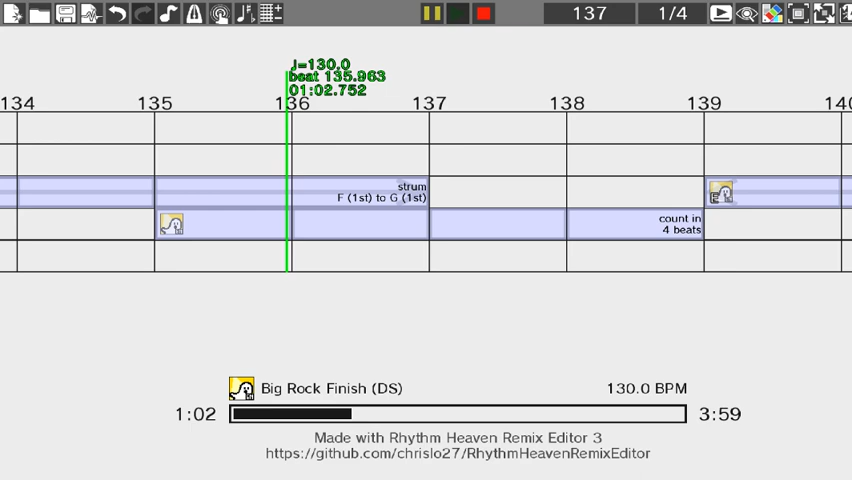 137 1/4
♩=130.0
beat 135.963
01:02.752
134 135 136 137 138 139 140
strum
F (1st) to G (1st)
E
count in
4 beats
Big Rock Finish (DS) 130.0 BPM
1:02 3:59
Made with Rhythm Heaven Remix Editor 3
https://github.com/chrislo27/RhythmHeavenRemixEditor